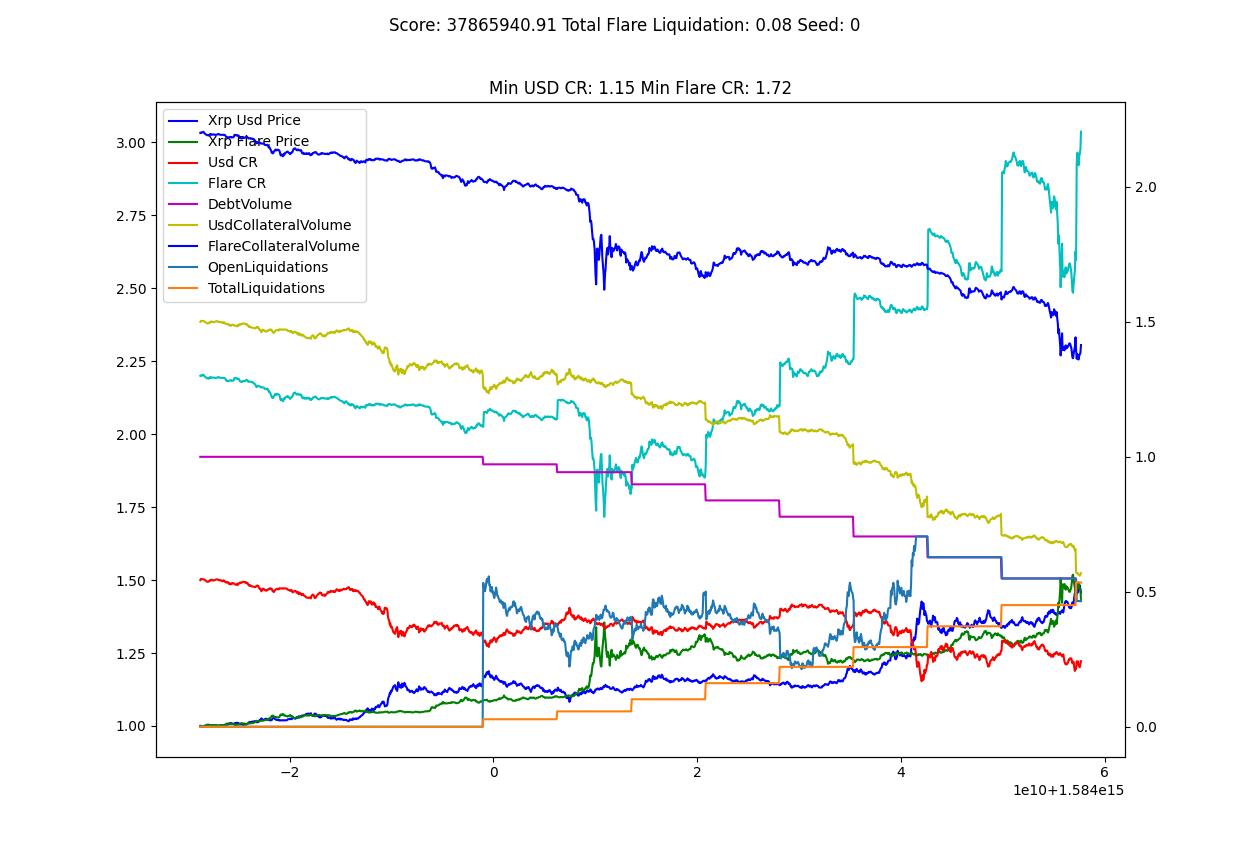 Score: 37865940.91 Total Flare Liquidation: 0.08 Seed: 0
Min USD CR: 1.15 Min Flare CR: 1.72
Xrp Usd Price
Xrp Flare Price
Usd CR
Flare CR
DebtVolume
UsdCollateralVolume
FlareCollateralVolume
OpenLiquidations
TotalLiquidations
3.00
2.75
2.50
2.25
2.00
1.75
1.50
1.25
1.00
2.0
1.5
1.0
0.5
0.0
−2 0 2 4 6
1e10+1.584e15